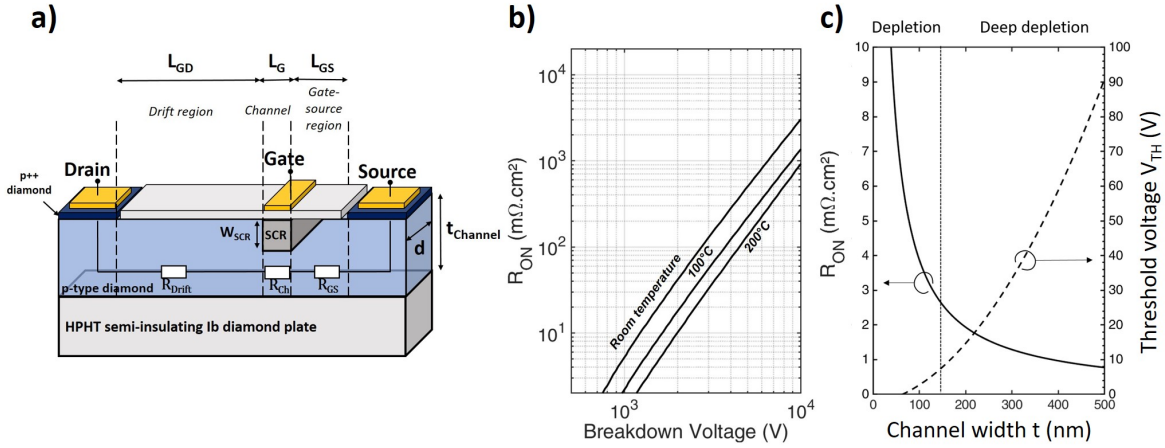 a)
L_GD
L_G
L_GS
Drift region
Channel
Gate-
source
region
Drain
Gate
Source
p++
diamond
W_SCR
SCR
d
t_Channel
R_Drift
R_Ch
R_GS
p-type diamond
HPHT semi-insulating Ib diamond plate
b)
R_ON (mΩ.cm²)
10^4
10^3
10^2
10^1
Room temperature
100°C
200°C
10^3
10^4
Breakdown Voltage (V)
c)
Depletion
Deep depletion
R_ON (mΩ.cm²)
10
9
8
7
6
5
4
3
2
1
0
100
90
80
70
60
50
40
30
20
10
0
Threshold voltage V_TH (V)
0
100
200
300
400
500
Channel width t (nm)